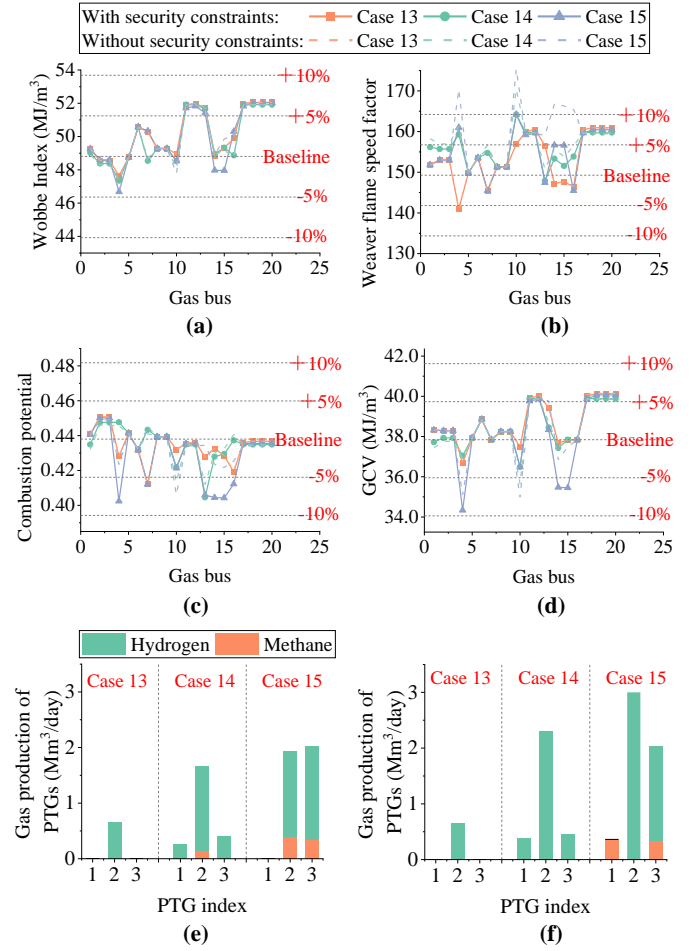 With security constraints: Case 13 Case 14 Case 15
Without security constraints: Case 13 Case 14 Case 15
Wobbe Index (MJ/m³)
54
52
50
48
46
44
+ 10%
+ 5%
Baseline
-5%
-10%
0 5 10 15 20 25
Gas bus
(a)
Weaver flame speed factor
170
160
150
140
130
+ 10%
+ 5%
Baseline
-5%
-10%
0 5 10 15 20 25
Gas bus
(b)
Combustion potential
0.48
0.46
0.44
0.42
0.40
+ 10%
+ 5%
Baseline
-5%
-10%
0 5 10 15 20 25
Gas bus
(c)
GCV (MJ/m³)
42.0
40.0
38.0
36.0
34.0
+ 10%
+ 5%
Baseline
-5%
-10%
0 5 10 15 20 25
Gas bus
(d)
Hydrogen Methane
Gas production of
PTGs (Mm³/day)
3
2
1
0
Case 13 Case 14 Case 15
1 2 3 1 2 3 1 2 3
PTG index
(e)
Gas production of
PTGs (Mm³/day)
3
2
1
0
Case 13 Case 14 Case 15
1 2 3 1 2 3 1 2 3
PTG index
(f)